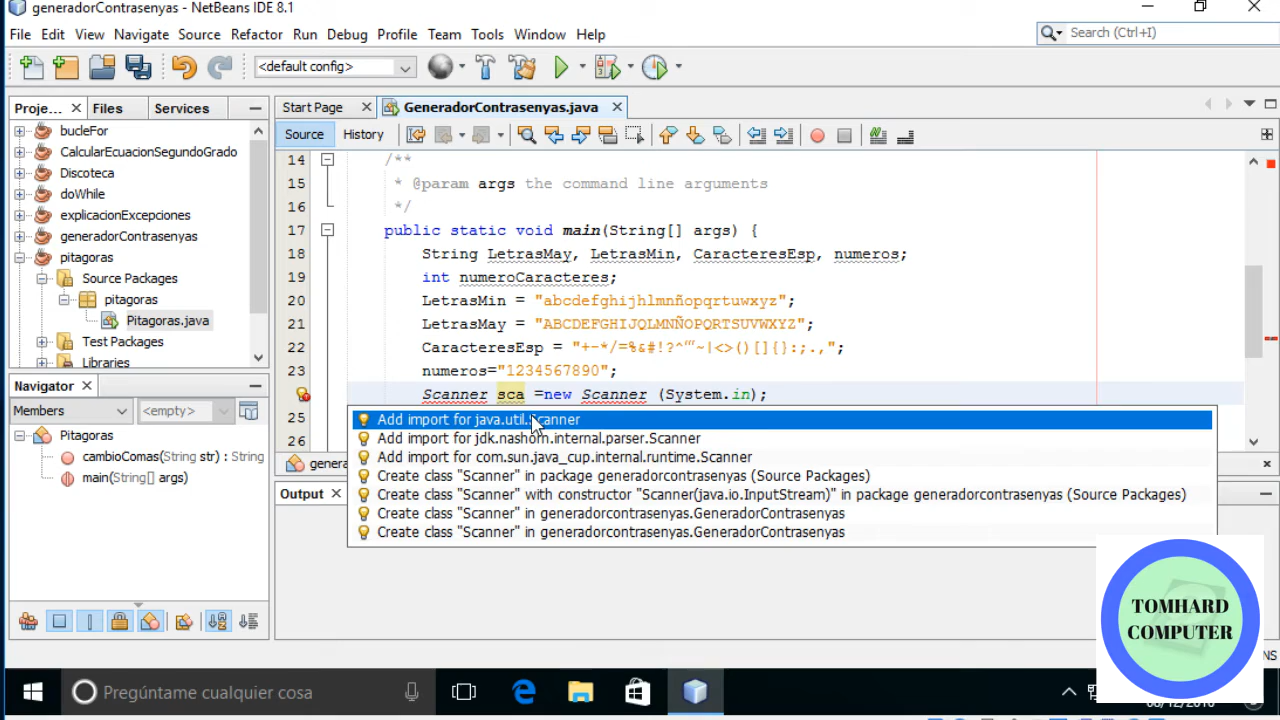 generadorContrasenyas - NetBeans IDE 8.1
File Edit View Navigate Source Refactor Run Debug Profile Team Tools Window Help
Search (Ctrl+I)
<default config>
Proje... Files Services
Start Page GeneradorContrasenyas.java
Source History
bucleFor
CalcularEcuacionSegundoGrado
Discoteca
doWhile
explicacionExcepciones
generadorContrasenyas
pitagoras
Source Packages
pitagoras
Pitagoras.java
Test Packages
Libraries
14 /**
15 * @param args the command line arguments
16 */
17 public static void main(String[] args) {
18 String LetrasMay, LetrasMin, CaracteresEsp, numeros;
19 int numeroCaracteres;
20 LetrasMin = "abcdefghijhlmnñopqrtuwxyz";
21 LetrasMay = "ABCDEFGHIJQLMNÑOPQRTSUVWXYZ";
22 CaracteresEsp =
23 numeros="1234567890";
Scanner sca =new Scanner (System.in);
25
26
Add import for java.util.Scanner
Add import for jdk.nashorn.internal.parser.Scanner
Add import for com.sun.java_cup.internal.runtime.Scanner
Create class "Scanner" in package generadorcontrasenyas (Source Packages)
Create class "Scanner" with constructor "Scanner(java.io.InputStream)" in package generadorcontrasenyas (Source Packages)
Create class "Scanner" in generadorcontrasenyas.GeneradorContrasenyas
Create class "Scanner" in generadorcontrasenyas.GeneradorContrasenyas
Navigator
Members <empty>
Pitagoras
cambioComas(String str) : String
main(String[] args)
genera
Output
TOMHARD
COMPUTER
NS
Pregúntame cualquier cosa